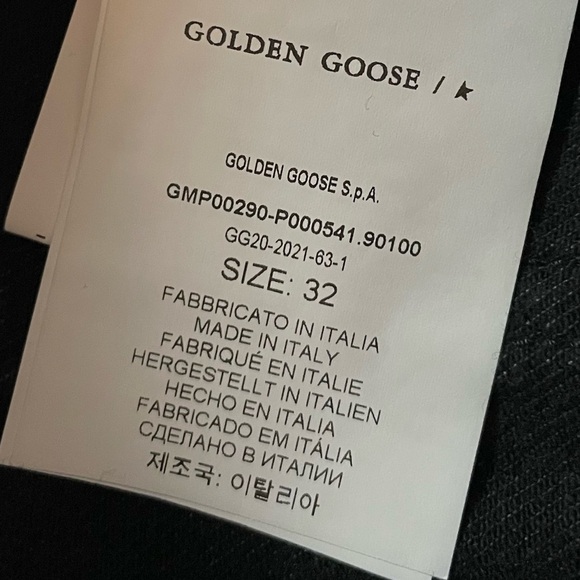 GOLDEN GOOSE /
GOLDEN GOOSE S.p.A.
GMP00290-P000541.90100
GG20-2021-63-1
SIZE: 32
FABBRICATO IN ITALIA
MADE IN ITALY
FABRIQUÉ EN ITALIE
HERGESTELLT IN ITALIEN
HECHO EN ITALIA
FABRICADO EM ITÁLIA
СДЕЛАНО В ИТАЛИИ
제조국: 이탈리아